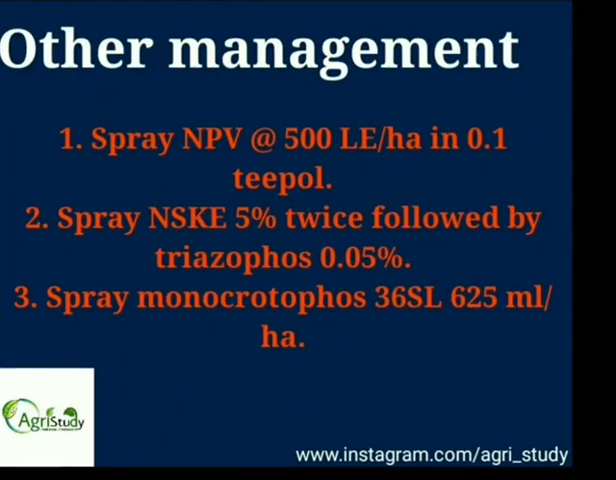 Other management
1. Spray NPV @ 500 LE/ha in 0.1
teepol.
2. Spray NSKE 5% twice followed by
triazophos 0.05%.
3. Spray monocrotophos 36SL 625 ml/
ha.
AgriStudy
www.instagram.com/agri_study